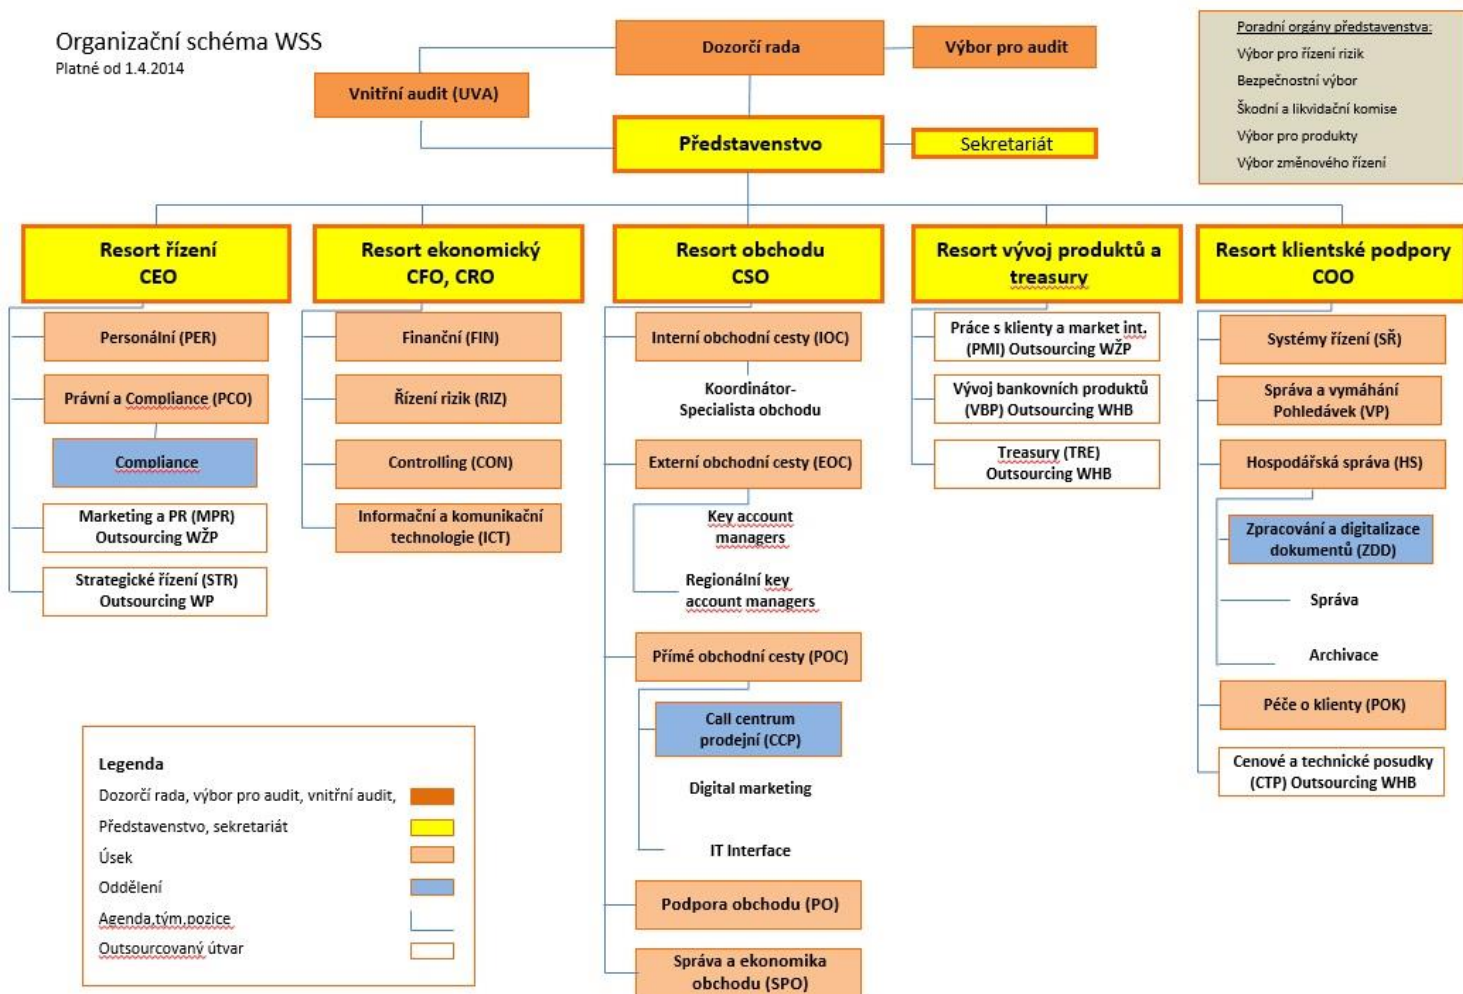 Organizační schéma WSS
Platné od 1.4.2014
Dozorčí rada
Výbor pro audit
Vnitřní audit (UVA)
Představenstvo
Sekretariát
Poradní orgány představenstva:
Výbor pro řízení rizik
Bezpečnostní výbor
Škodní a likvidační komise
Výbor pro produkty
Výbor změnového řízení
Resort řízení
CEO
Personální (PER)
Právní a Compliance (PCO)
Compliance
Marketing a PR (MPR)
Outsourcing WŽP
Strategické řízení (STR)
Outsourcing WP
Resort ekonomický
CFO, CRO
Finanční (FIN)
Řízení rizik (RIZ)
Controlling (CON)
Informační a komunikační
technologie (ICT)
Resort obchodu
CSO
Interní obchodní cesty (IOC)
Koordinátor-
Specialista obchodu
Externí obchodní cesty (EOC)
Key account
managers
Regionální key
account managers
Přímé obchodní cesty (POC)
Call centrum
prodejní (CCP)
Digital marketing
IT Interface
Podpora obchodu (PO)
Správa a ekonomika
obchodu (SPO)
Resort vývoj produktů a
treasury
Práce s klienty a market int.
(PMI) Outsourcing WŽP
Vývoj bankovních produktů
(VBP) Outsourcing WHB
Treasury (TRE)
Outsourcing WHB
Resort klientské podpory
COO
Systémy řízení (SŘ)
Správa a vymáhání
Pohledávek (VP)
Hospodářská správa (HS)
Zpracování a digitalizace
dokumentů (ZDD)
Správa
Archivace
Péče o klienty (POK)
Cenové a technické posudky
(CTP) Outsourcing WHB
Legenda
Dozorčí rada, výbor pro audit, vnitřní audit,
Představenstvo, sekretariát
Úsek
Oddělení
Agenda,tým,pozice
Outsourcovaný útvar